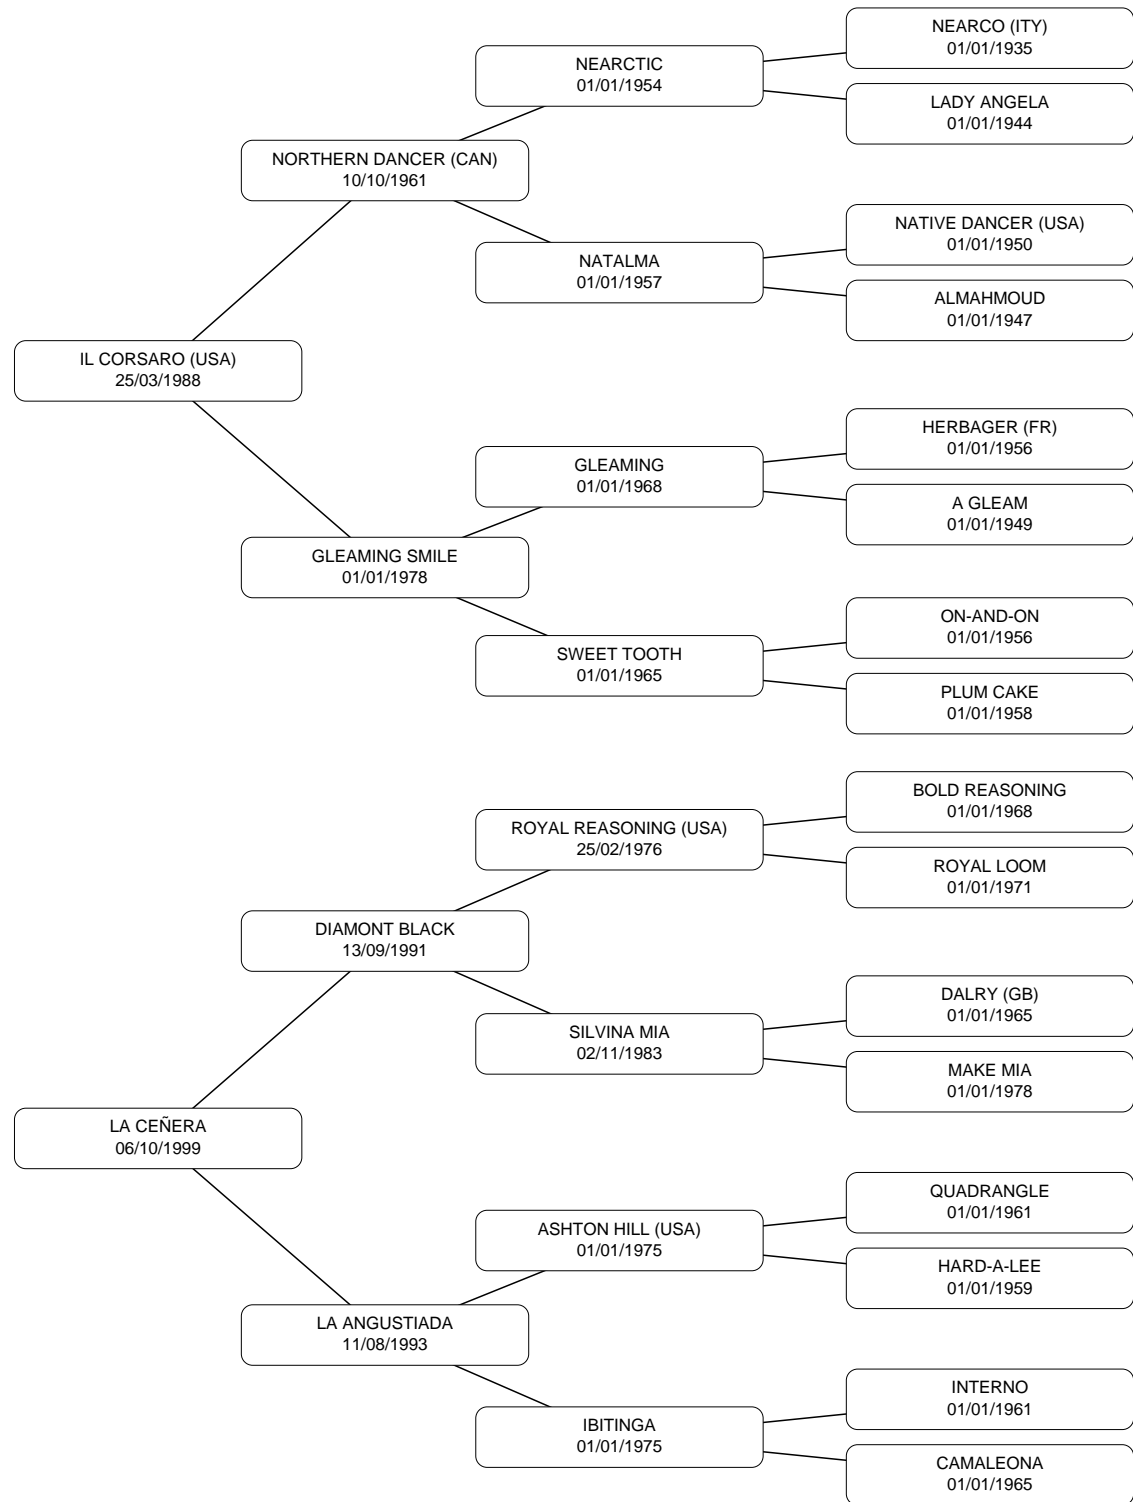 NEARCO (ITY)
01/01/1935
NEARCTIC
01/01/1954
LADY ANGELA
01/01/1944
NORTHERN DANCER (CAN)
10/10/1961
NATIVE DANCER (USA)
01/01/1950
NATALMA
01/01/1957
ALMAHMOUD
01/01/1947
IL CORSARO (USA)
25/03/1988
HERBAGER (FR)
01/01/1956
GLEAMING
01/01/1968
A GLEAM
01/01/1949
GLEAMING SMILE
01/01/1978
ON-AND-ON
01/01/1956
SWEET TOOTH
01/01/1965
PLUM CAKE
01/01/1958
BOLD REASONING
01/01/1968
ROYAL REASONING (USA)
25/02/1976
ROYAL LOOM
01/01/1971
DIAMONT BLACK
13/09/1991
DALRY (GB)
01/01/1965
SILVINA MIA
02/11/1983
MAKE MIA
01/01/1978
LA CEÑERA
06/10/1999
QUADRANGLE
01/01/1961
ASHTON HILL (USA)
01/01/1975
HARD-A-LEE
01/01/1959
LA ANGUSTIADA
11/08/1993
INTERNO
01/01/1961
IBITINGA
01/01/1975
CAMALEONA
01/01/1965